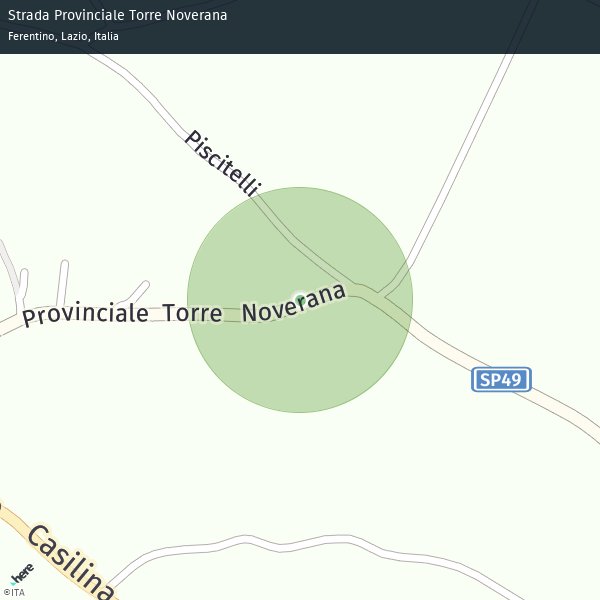 Strada Provinciale Torre Noverana
Ferentino, Lazio, Italia
Piscitelli
Provinciale Torre Noverana
SP49
Casilina
here
©ITA